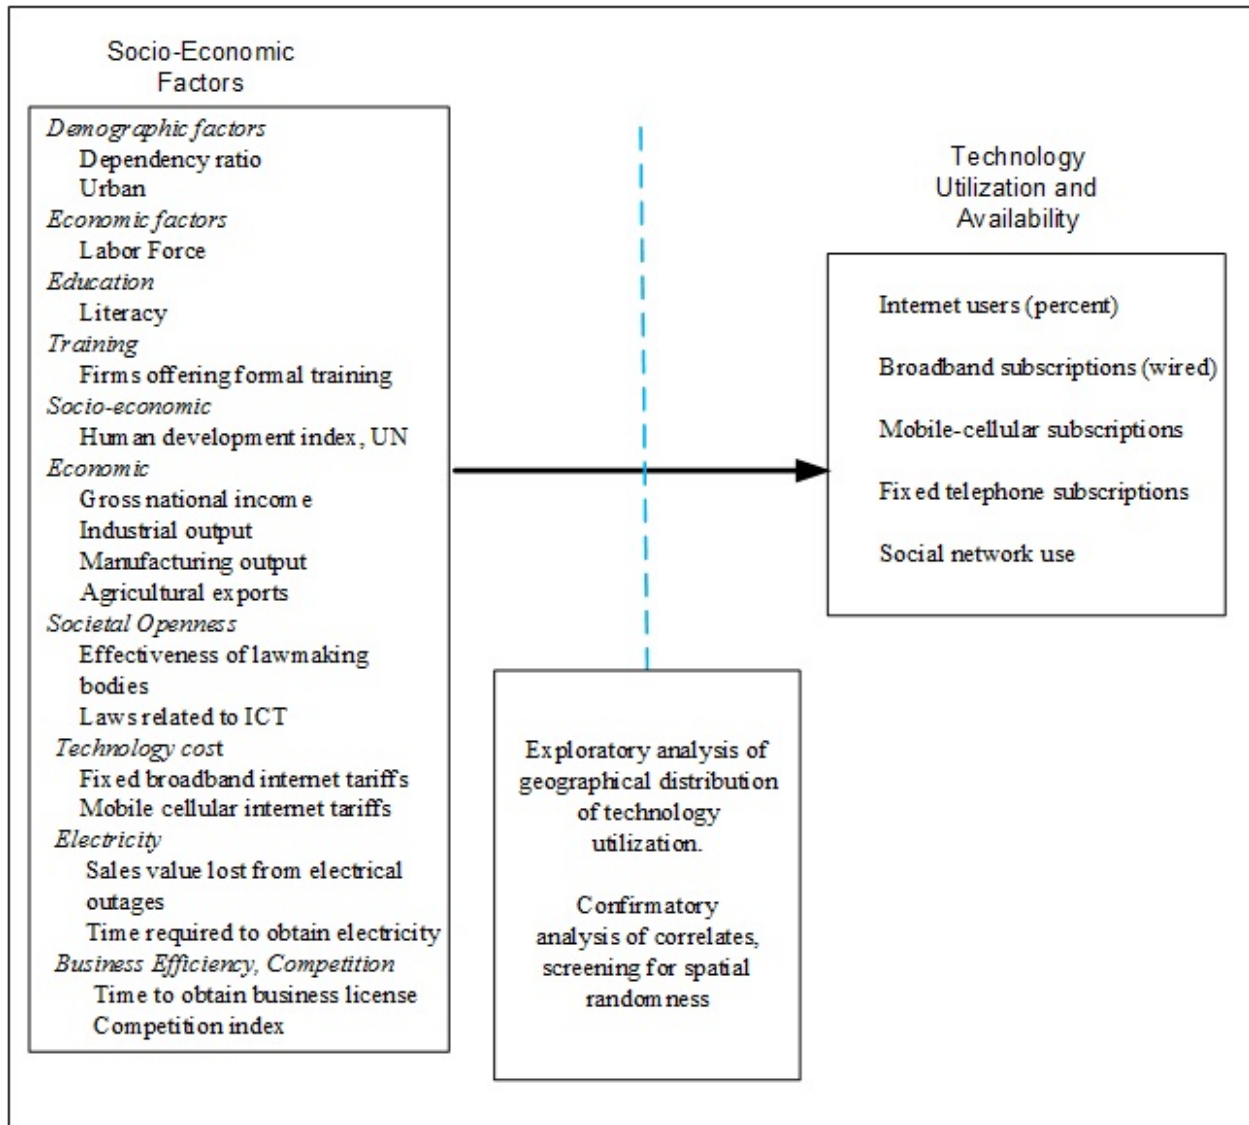 Socio-Economic
Factors
Demographic factors
Dependency ratio
Urban
Economic factors
Labor Force
Education
Literacy
Training
Firms offering formal training
Socio-economic
Human development index, UN
Economic
Gross national income
Industrial output
Manufacturing output
Agricultural exports
Societal Openness
Effectiveness of lawmaking
bodies
Laws related to ICT
Technology cost
Fixed broadband internet tariffs
Mobile cellular internet tariffs
Electricity
Sales value lost from electrical
outages
Time required to obtain electricity
Business Efficiency, Competition
Time to obtain business license
Competition index
Exploratory analysis of
geographical distribution
of technology
utilization.
Confirmatory
analysis of correlates,
screening for spatial
randomness
Technology
Utilization and
Availability
Internet users (percent)
Broadband subscriptions (wired)
Mobile-cellular subscriptions
Fixed telephone subscriptions
Social network use